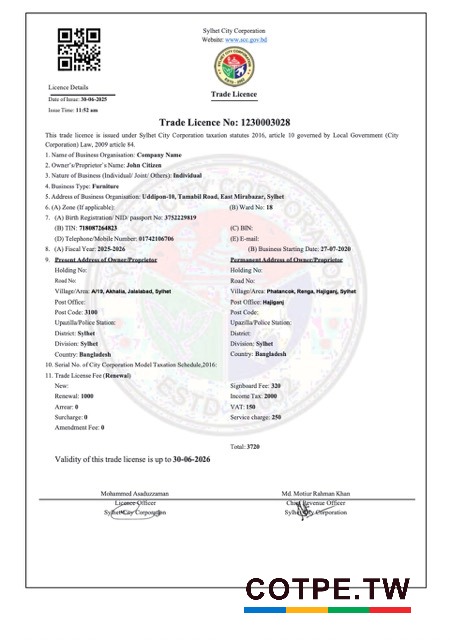 Sylhet City Corporation
Website: www.scc.gov.bd
Licence Details
Date of Issue: 30-06-2025
Issue Time: 11:52 am
Trade Licence
Trade Licence No: 1230003028
This trade licence is issued under Sylhet City Corporation taxation statutes 2016, article 10 governed by Local Government (City
Corporation) Law, 2009 article 84.
1. Name of Business Organisation: Company Name
2. Owner's/Proprietor's Name: John Citizen
3. Nature of Business (Individual/ Joint/ Others): Individual
4. Business Type: Furniture
5. Address of Business Organisation: Uddipon-10, Tamabil Road, East Mirabazar, Sylhet
6. (A) Zone (If applicable): (B) Ward No: 18
7. (A) Birth Registration/ NID/ passport No: 3752229819
(B) TIN: 718087264823 (C) BIN:
(D) Telephone/Mobile Number: 01742106706 (E) E-mail:
8. (A) Fiscal Year: 2025-2026 (B) Business Starting Date: 27-07-2020
9. Present Address of Owner/Proprietor Permanent Address of Owner/Proprietor
Holding No: Holding No:
Road No: Road No:
Village/Area: A/19, Akhalia, Jalalabad, Sylhet Village/Area: Phatancok, Renga, Hajiganj, Sylhet
Post Office: Post Office: Hajiganj
Post Code: 3100 Post Code:
Upazilla/Police Station: Upazilla/Police Station:
District: Sylhet District:
Division: Sylhet Division: Sylhet
Country: Bangladesh Country: Bangladesh
10. Serial No. of City Corporation Model Taxation Schedule,2016:
11. Trade License Fee (Renewal)
New: Signboard Fee: 320
Renewal: 1000 Income Tax: 2000
Arrear: 0 VAT: 150
Surcharge: 0 Service charge: 250
Amendment Fee: 0
Total: 3720
Validity of this trade license is up to 30-06-2026
Mohammed Asaduzzaman Md. Motiur Rahman Khan
Licence Officer Chief Revenue Officer
Sylhet City Corporation Sylhet City Corporation
COTPE.TW